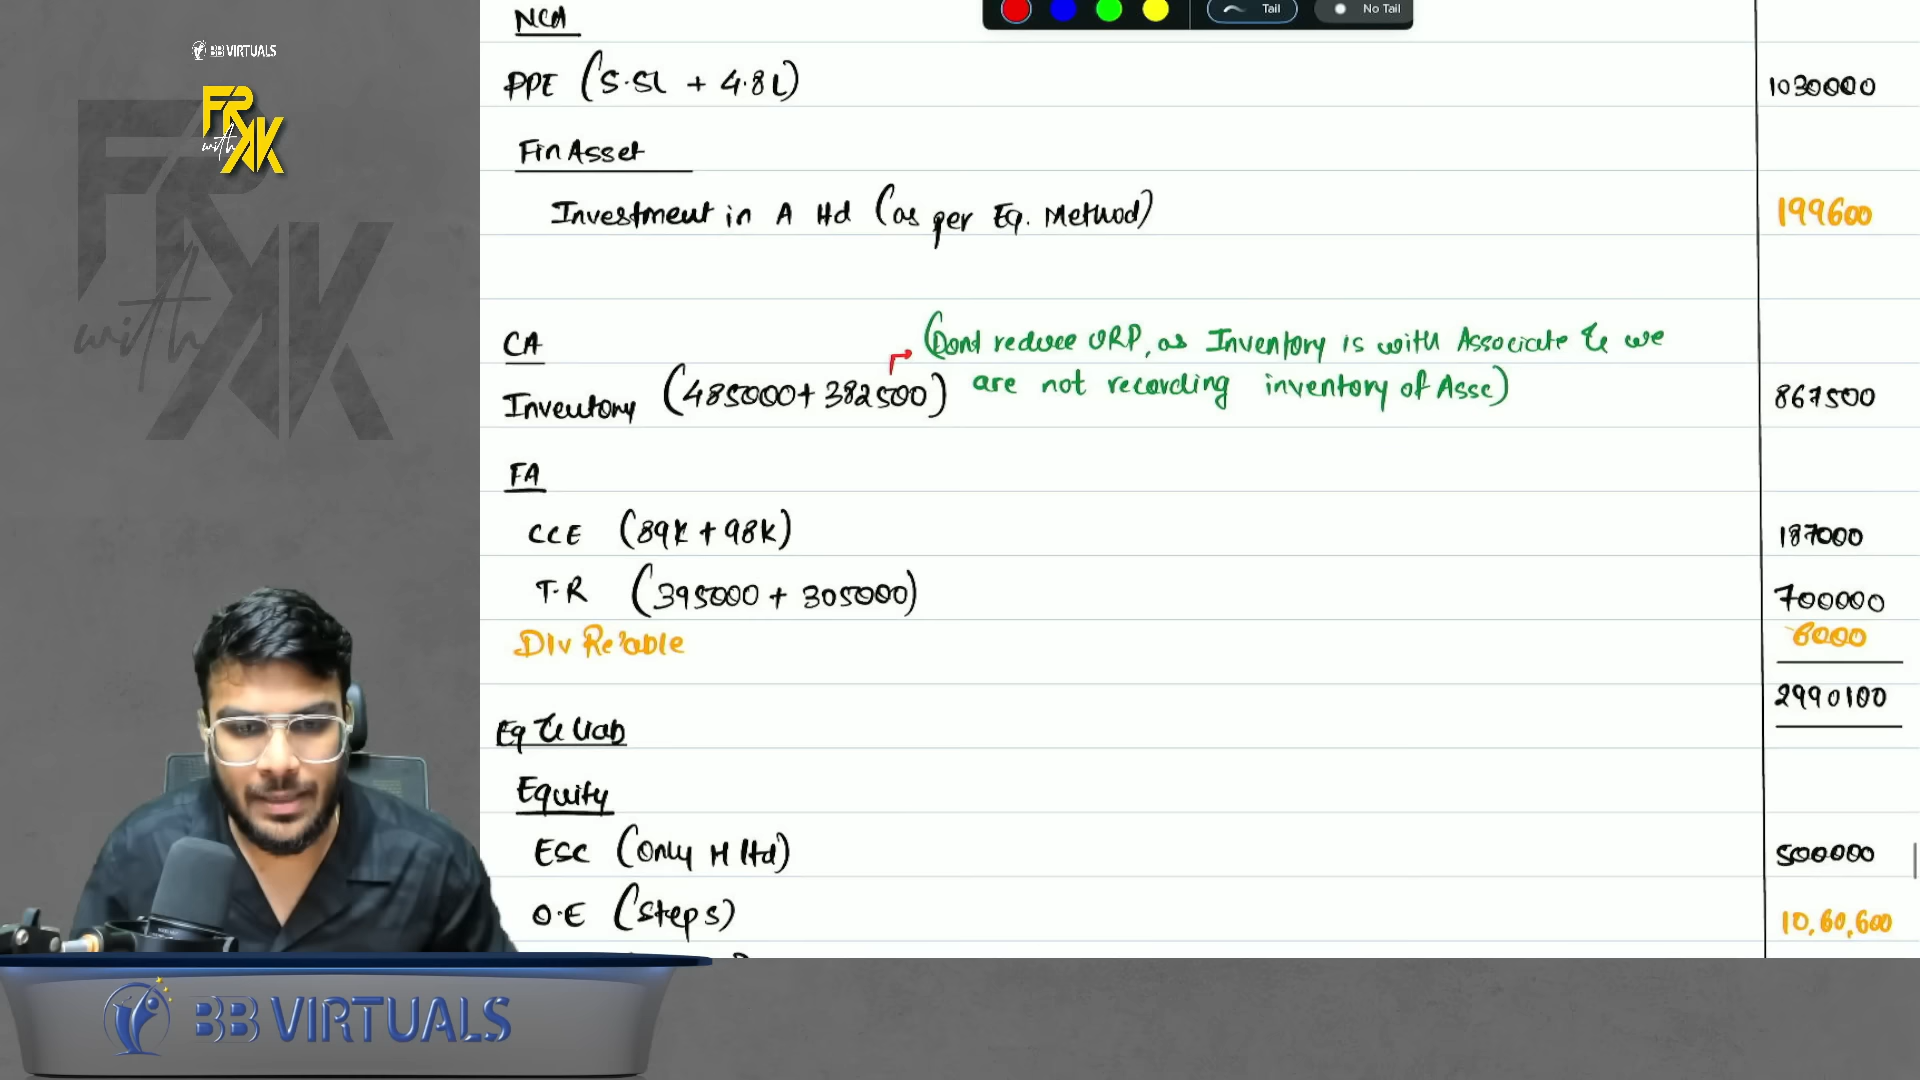 NCA
Tail
No Tail
BB VIRTUALS
FR
with
KK
PPE (5.5L + 4.8L) 1030000
Fin Asset
Investment in A ltd (as per Eq. Method) 199600
CA
(Dont reduce URP, as Inventory is with Associate & we
are not recording inventory of Assc)
Inventory (485000+ 382500) 867500
FA
CCE (89K + 98K) 187000
T.R (395000 + 305000) 700000
Div Re'able 6000
2990100
Eq & Liab
Equity
ESC (Only H ltd) 500000
O.E (Steps) 10,60,600
BB VIRTUALS